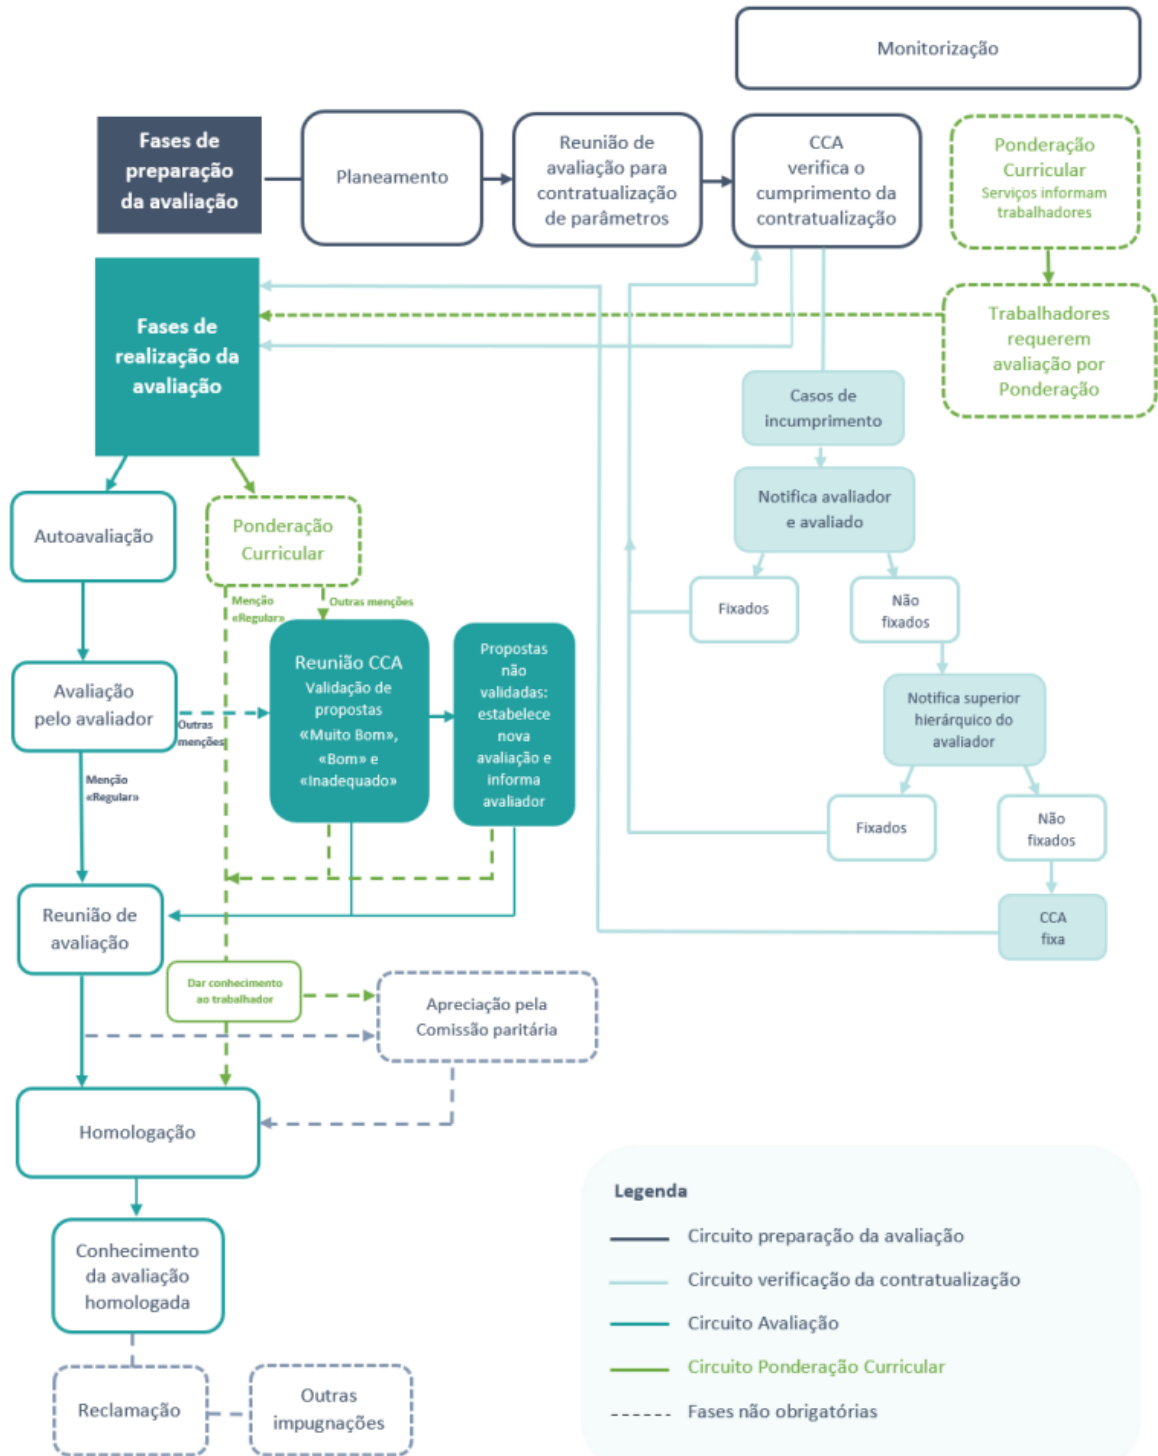 Monitorização
Fases de
preparação
da avaliação
Planeamento
Reunião de
avaliação para
contratualização
de parâmetros
CCA
verifica o
cumprimento da
contratualização
Ponderação
Curricular
Serviços informam
trabalhadores
Trabalhadores
requerem
avaliação por
Ponderação
Fases de
realização da
avaliação
Casos de
incumprimento
Notifica avaliador
e avaliado
Fixados
Não
fixados
Notifica superior
hierárquico do
avaliador
Fixados
Não
fixados
CCA
fixa
Autoavaliação
Ponderação
Curricular
Menção
«Regular»
Outras menções
Avaliação
pelo avaliador
Outras
menções
Menção
«Regular»
Reunião CCA
Validação de
propostas
«Muito Bom»,
«Bom» e
«Inadequado»
Propostas
não
validadas:
estabelece
nova
avaliação e
informa
avaliador
Reunião de
avaliação
Dar conhecimento
ao trabalhador
Apreciação pela
Comissão paritária
Homologação
Conhecimento
da avaliação
homologada
Reclamação
Outras
impugnações
Legenda
Circuito preparação da avaliação
Circuito verificação da contratualização
Circuito Avaliação
Circuito Ponderação Curricular
Fases não obrigatórias